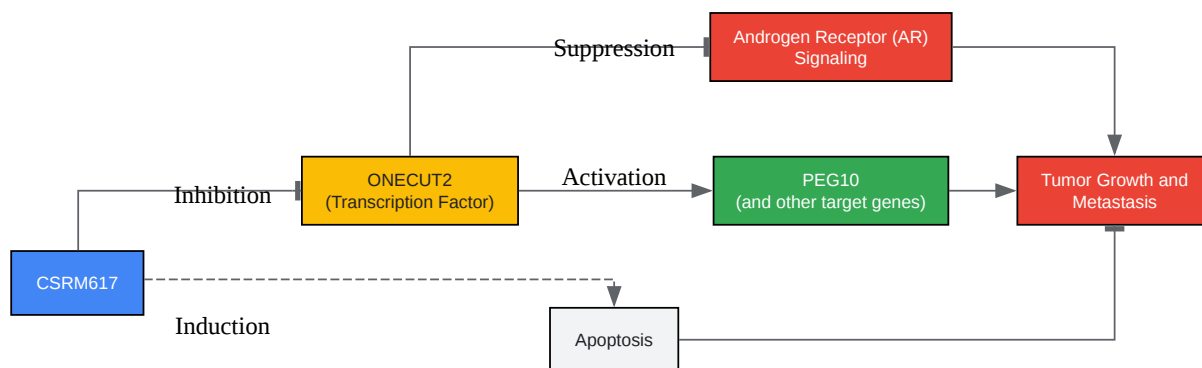 Suppression
Androgen Receptor (AR)
Signaling
Inhibition
ONECUT2
(Transcription Factor)
Activation
PEG10
(and other target genes)
Tumor Growth and
Metastasis
CSRM617
Induction
Apoptosis